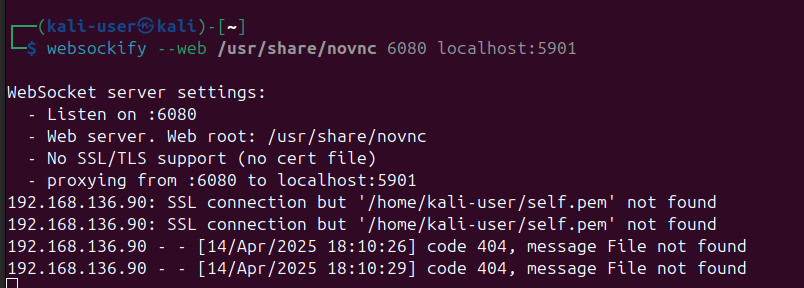 ┌──(kali-user㉿kali)-[~]
└─$ websockify --web /usr/share/novnc 6080 localhost:5901
WebSocket server settings:
- Listen on :6080
- Web server. Web root: /usr/share/novnc
- No SSL/TLS support (no cert file)
- proxying from :6080 to localhost:5901
192.168.136.90: SSL connection but '/home/kali-user/self.pem' not found
192.168.136.90: SSL connection but '/home/kali-user/self.pem' not found
192.168.136.90 - - [14/Apr/2025 18:10:26] code 404, message File not found
192.168.136.90 - - [14/Apr/2025 18:10:29] code 404, message File not found